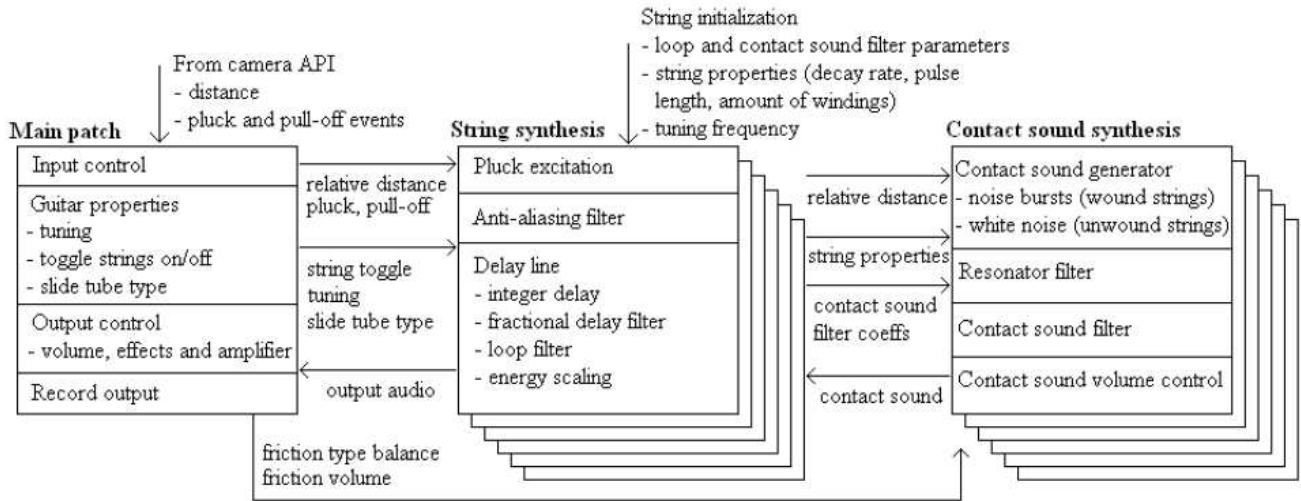 From camera API
- distance
- pluck and pull-off events
String initialization
- loop and contact sound filter parameters
- string properties (decay rate, pulse
length, amount of windings)
- tuning frequency
Main patch
Input control
Guitar properties
- tuning
- toggle strings on/off
- slide tube type
Output control
- volume, effects and amplifier
Record output
relative distance
pluck, pull-off
string toggle
tuning
slide tube type
output audio
String synthesis
Pluck excitation
Anti-aliasing filter
Delay line
- integer delay
- fractional delay filter
- loop filter
- energy scaling
relative distance
string properties
contact sound
filter coeffs
contact sound
Contact sound synthesis
Contact sound generator
- noise bursts (wound strings)
- white noise (unwound strings)
Resonator filter
Contact sound filter
Contact sound volume control
friction type balance
friction volume